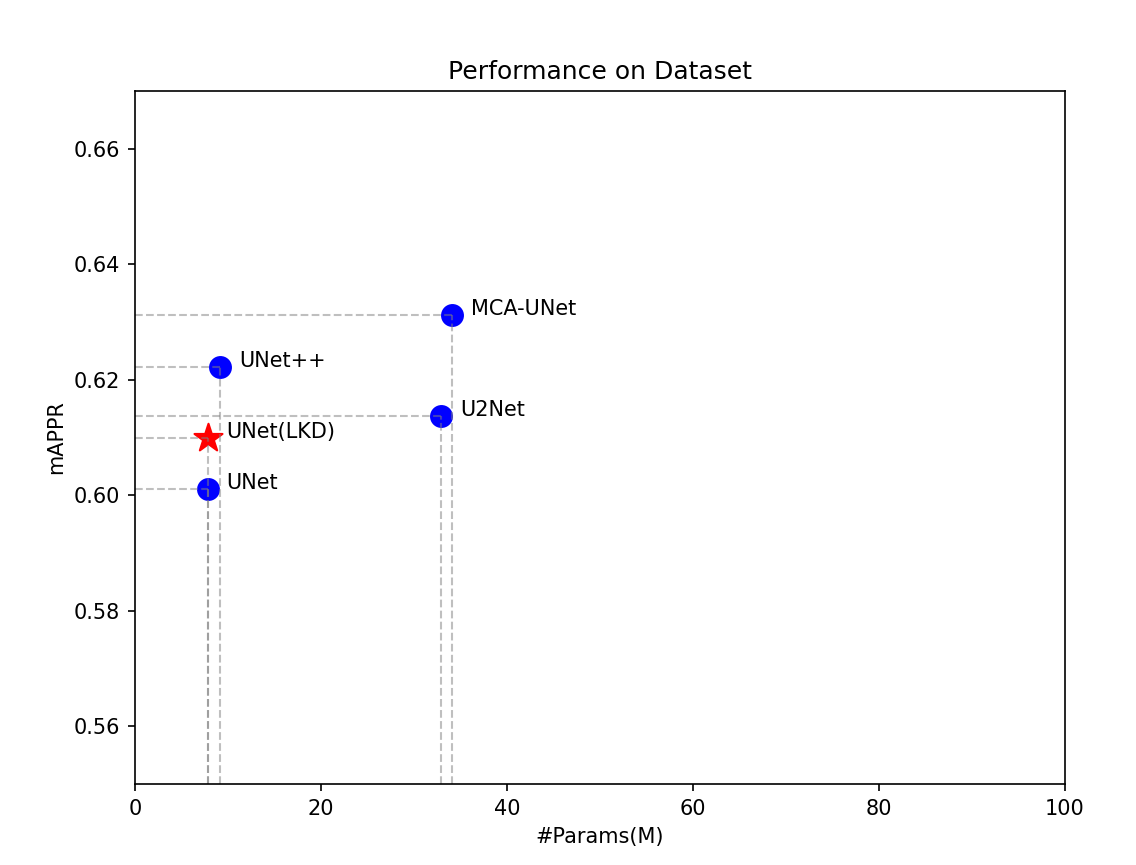 Performance on Dataset
0.66
0.64
MCA-UNet
UNet++
0.62
U2Net
UNet(LKD)
mAPPR
UNet
0.60
0.58
0.56
0 20 40 60 80 100
#Params(M)